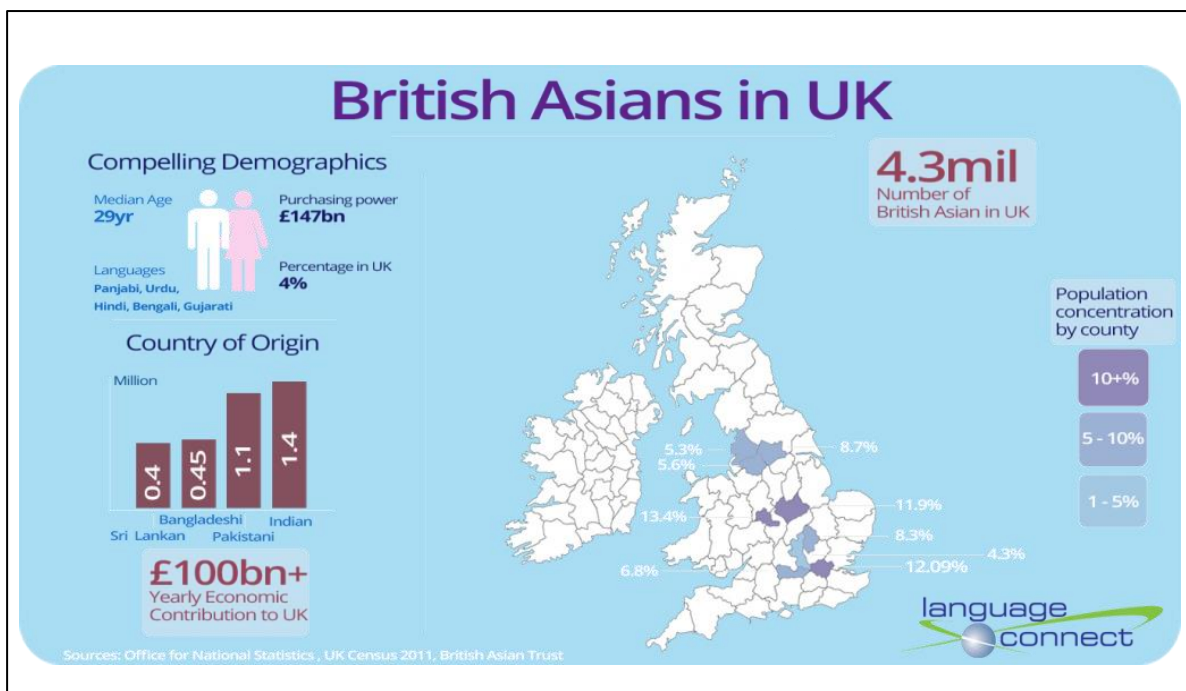 British Asians in UK
Compelling Demographics
Median Age
29yr
Purchasing power
£147bn
Languages
Panjabi, Urdu,
Hindi, Bengali, Gujarati
Percentage in UK
4%
Country of Origin
Million
0.4
0.45
1.1
1.4
Bangladeshi
Indian
Sri Lankan
Pakistani
£100bn+
Yearly Economic
Contribution to UK
4.3mil
Number of
British Asian in UK
5.3%
8.7%
5.6%
11.9%
13.4%
8.3%
4.3%
6.8%
12.09%
Population
concentration
by county
10+%
5 - 10%
1 - 5%
language
connect
Sources: Office for National Statistics , UK Census 2011, British Asian Trust